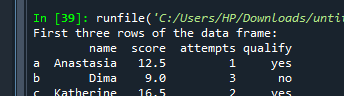 In [39]: runfile('C:/Users/HP/Downloads/unti
First three rows of the data frame:
name score attempts qualify
a Anastasia 12.5 1 yes
b Dima 9.0 3 no
c Katherine 16.5 2 yes